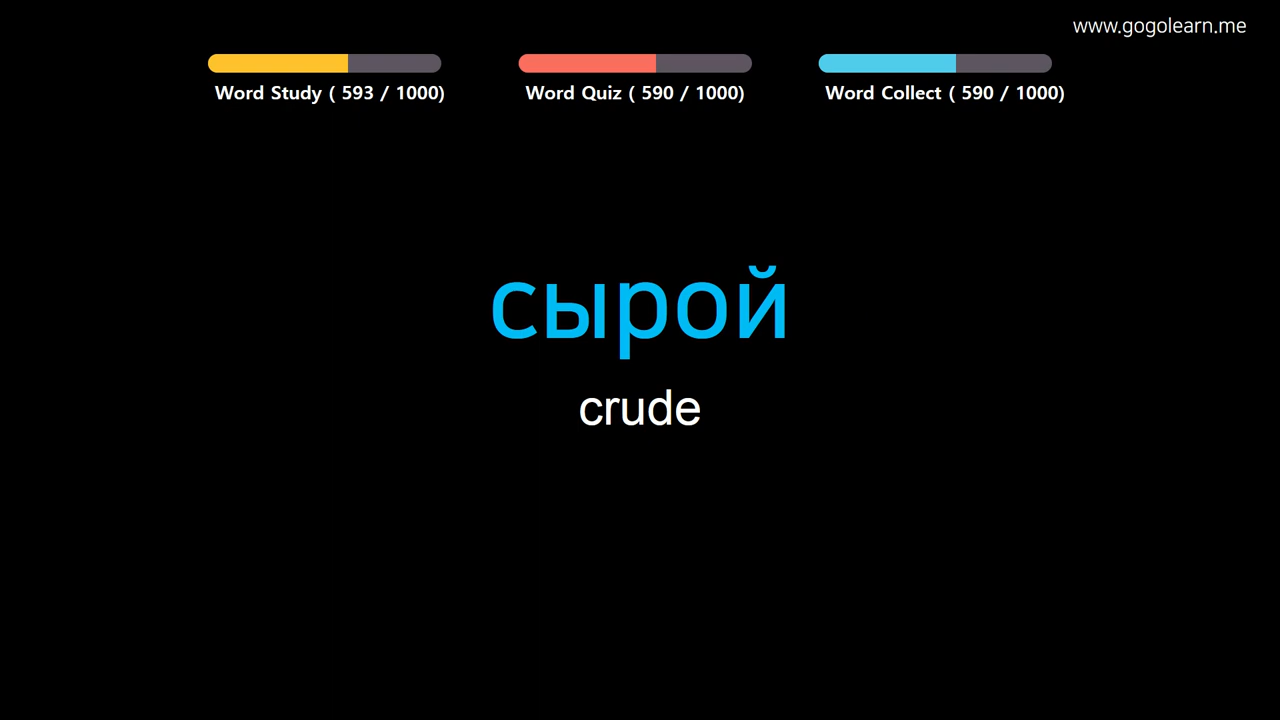 www.gogolearn.me
Word Study ( 593 / 1000)
Word Quiz ( 590 / 1000)
Word Collect ( 590 / 1000)
сырой
crude